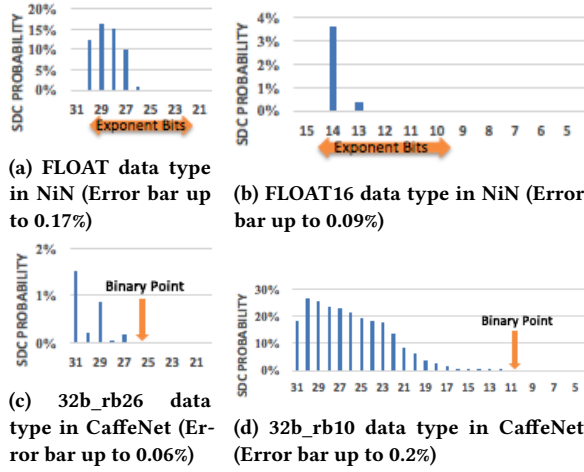 SDC PROBABILITY
20%
15%
10%
5%
0%
31 29 27 25 23 21
Exponent Bits
(a) FLOAT data type
in NiN (Error bar up
to 0.17%)
SDC PROBABILITY
4%
3%
2%
1%
0%
15 14 13 12 11 10 9 8 7 6 5
Exponent Bits
(b) FLOAT16 data type in NiN (Error
bar up to 0.09%)
SDC PROBABILITY
2%
1%
0%
Binary Point
31 29 27 25 23 21
(c) 32b_rb26 data
type in CaffeNet (Er-
ror bar up to 0.06%)
SDC PROBABILITY
30%
20%
10%
0%
Binary Point
31 29 27 25 23 21 19 17 15 13 11 9 7 5
(d) 32b_rb10 data type in CaffeNet
(Error bar up to 0.2%)